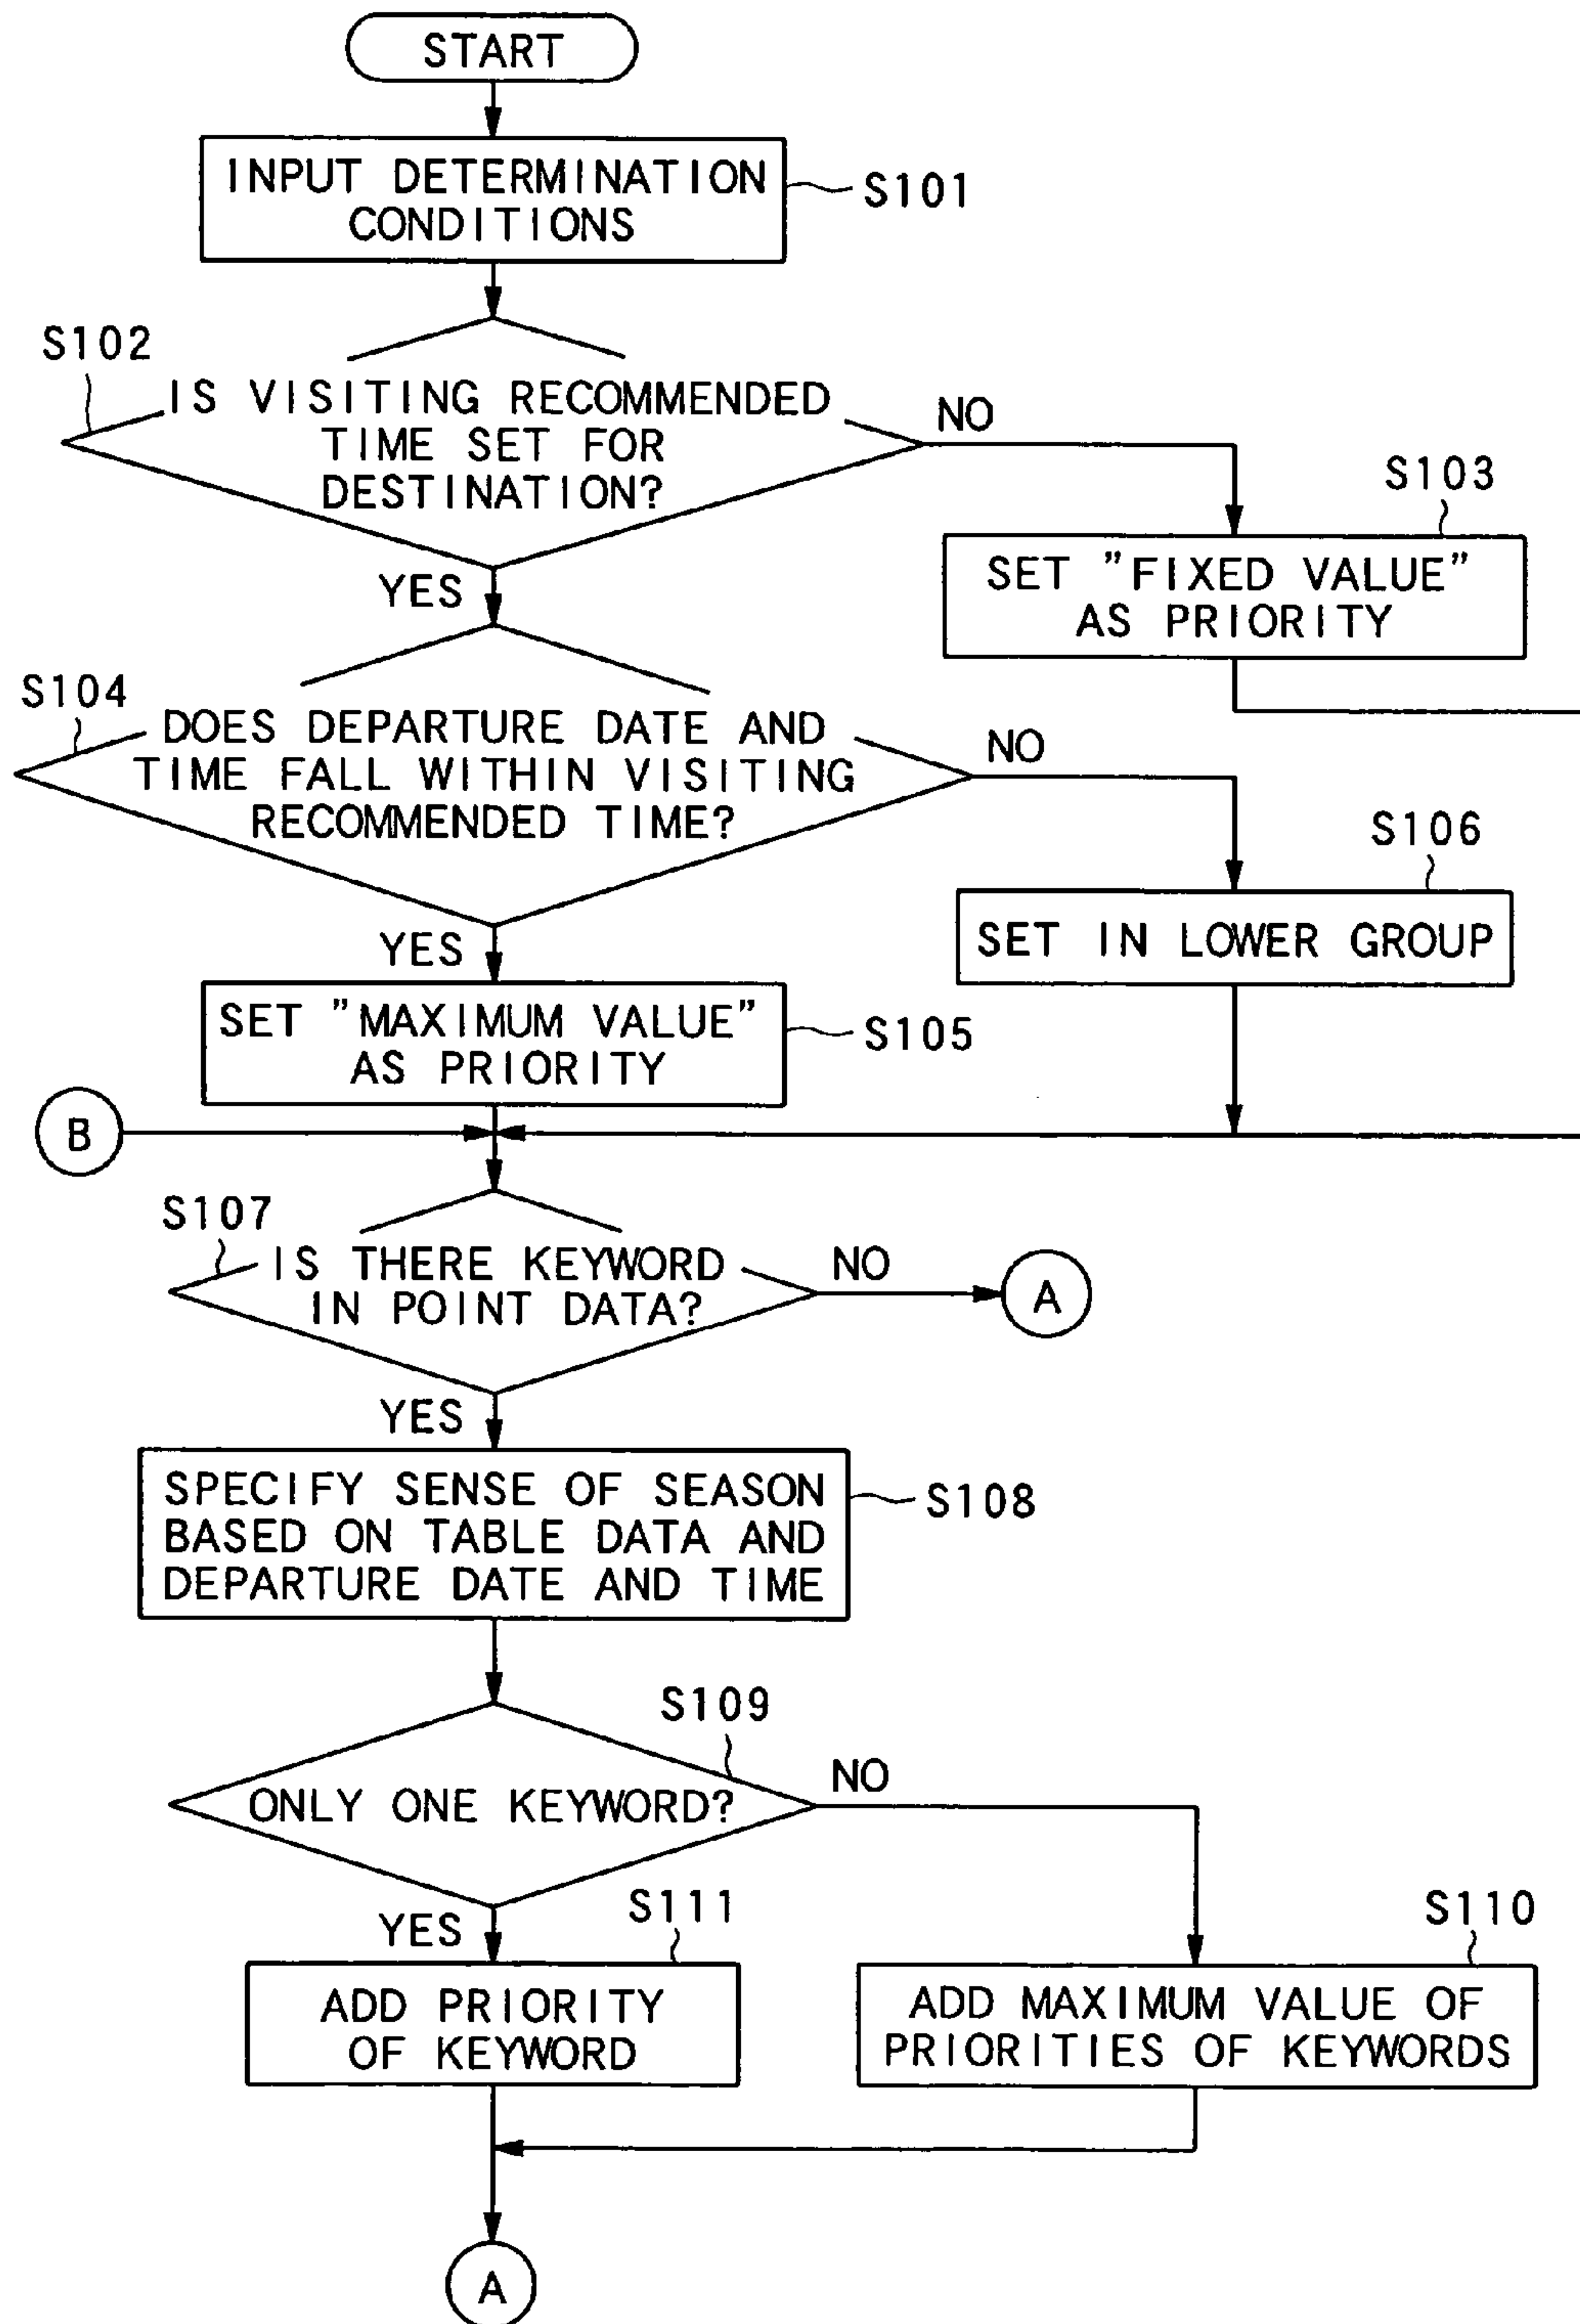 START
INPUT DETERMINATION
CONDITIONS
S101
S102
IS VISITING RECOMMENDED
TIME SET FOR
DESTINATION?
NO
YES
S103
SET "FIXED VALUE"
AS PRIORITY
S104
DOES DEPARTURE DATE AND
TIME FALL WITHIN VISITING
RECOMMENDED TIME?
NO
YES
S106
SET IN LOWER GROUP
SET "MAXIMUM VALUE"
AS PRIORITY
S105
B
S107
IS THERE KEYWORD
IN POINT DATA?
NO
A
YES
SPECIFY SENSE OF SEASON
BASED ON TABLE DATA AND
DEPARTURE DATE AND TIME
S108
S109
ONLY ONE KEYWORD?
NO
YES
S111
ADD PRIORITY
OF KEYWORD
S110
ADD MAXIMUM VALUE OF
PRIORITIES OF KEYWORDS
A